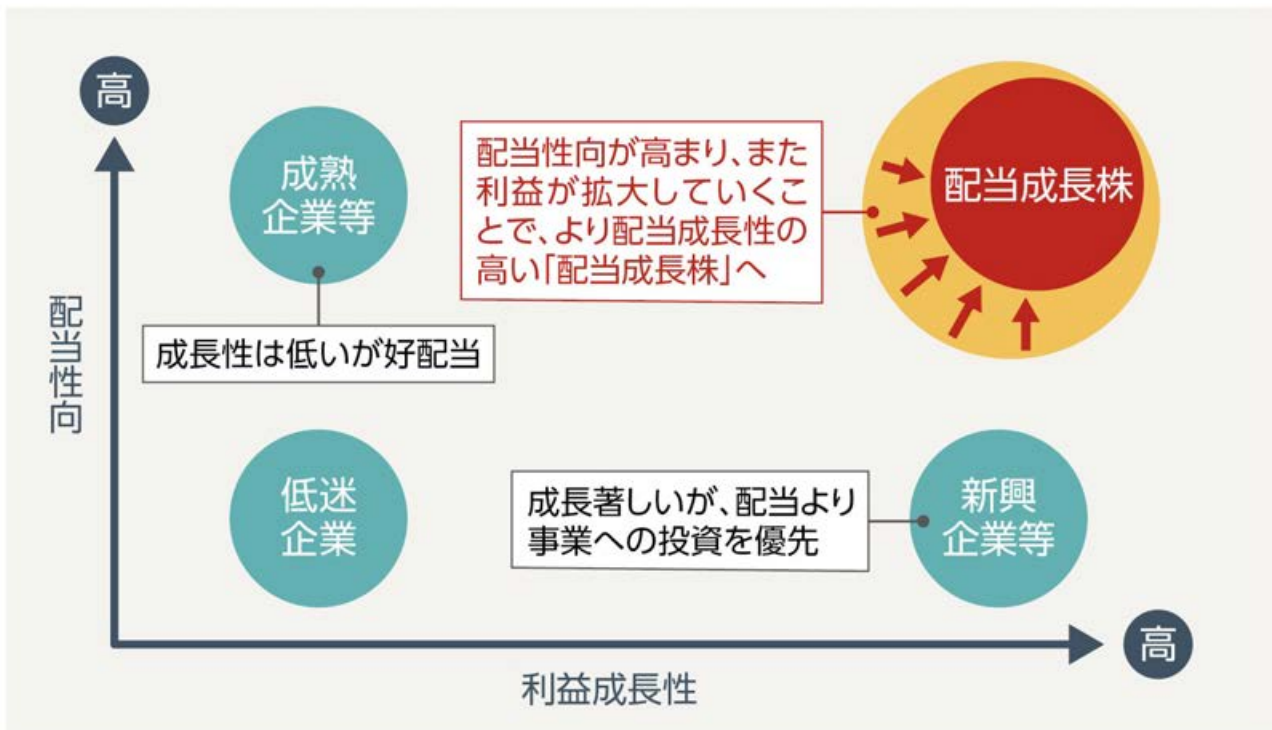 高
成熟
企業等
成長性は低いが好配当
配当性向が高まり、また
利益が拡大していくこ
とで、より配当成長性の
高い「配当成長株」へ
配当成長株
配当性向
低迷
企業
成長著しいが、配当より
事業への投資を優先
新興
企業等
高
利益成長性